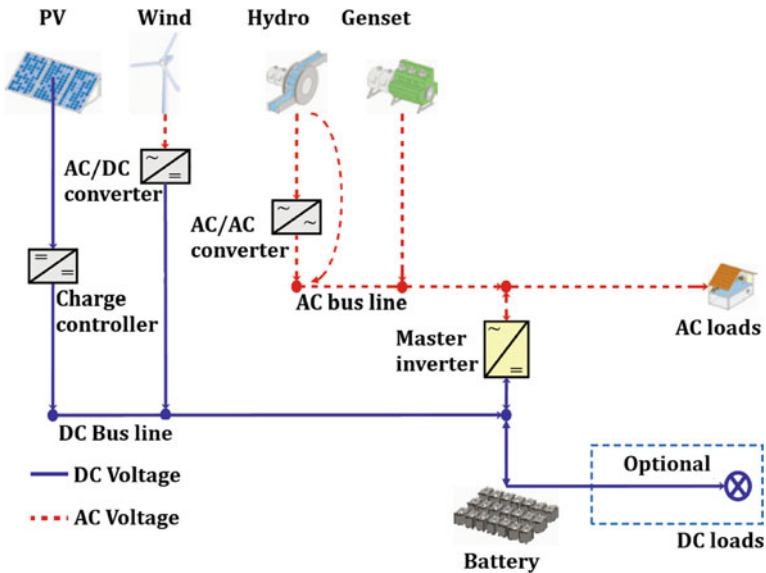 PV
Wind
Hydro
Genset
AC/DC
converter
AC/AC
converter
Charge
controller
AC bus line
AC loads
Master
inverter
DC Bus line
DC Voltage
AC Voltage
Optional
Battery
DC loads